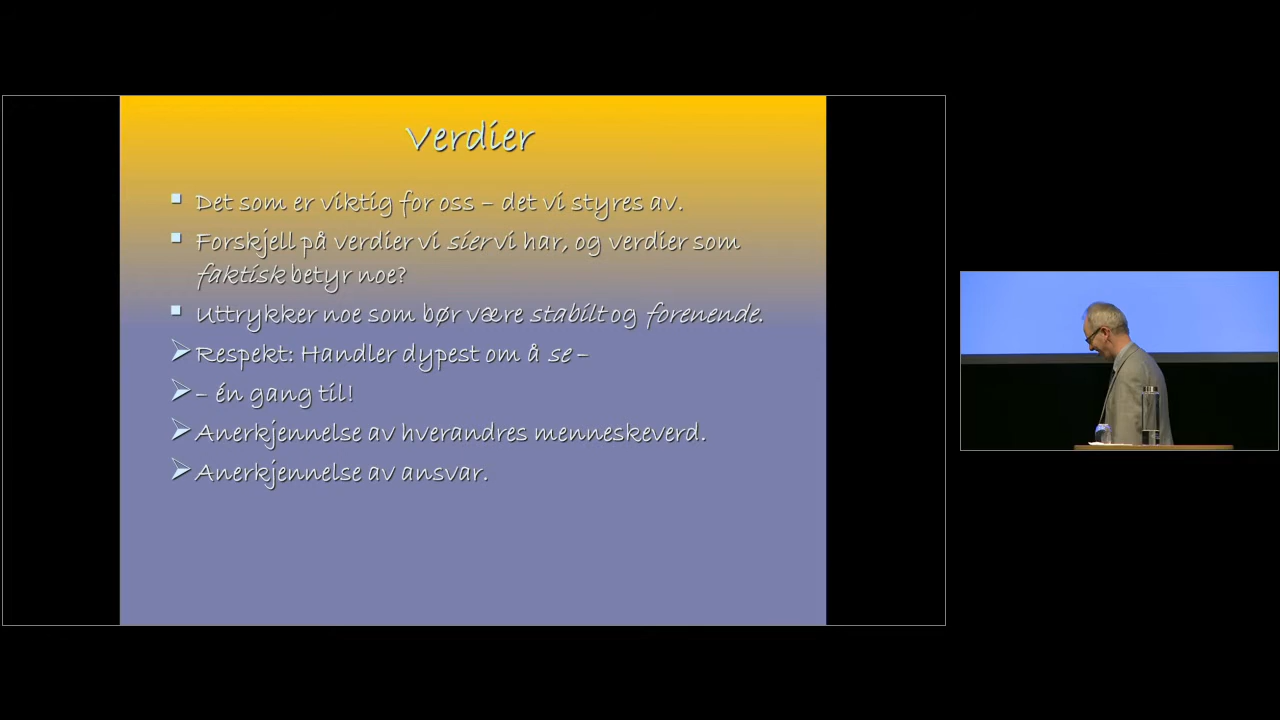 Verdier
Det som er viktig for oss – det vi styres av.
Forskjell på verdier vi sier vi har, og verdier som
faktisk betyr noe?
Uttrykker noe som bør være stabilt og forenende.
Respekt: Handler dypest om å se –
– én gang til!
Anerkjennelse av hverandres menneskeverd.
Anerkjennelse av ansvar.